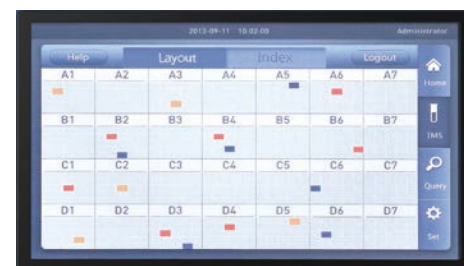 2013-09-11 10:02:00 Administrator
Help Layout Index Logout
A1 A2 A3 A4 A5 A6 A7
Home
B1 B2 B3 B4 B5 B6 B7
TMS
C1 C2 C3 C4 C5 C6 C7
Query
D1 D2 D3 D4 D5 D6 D7
Set